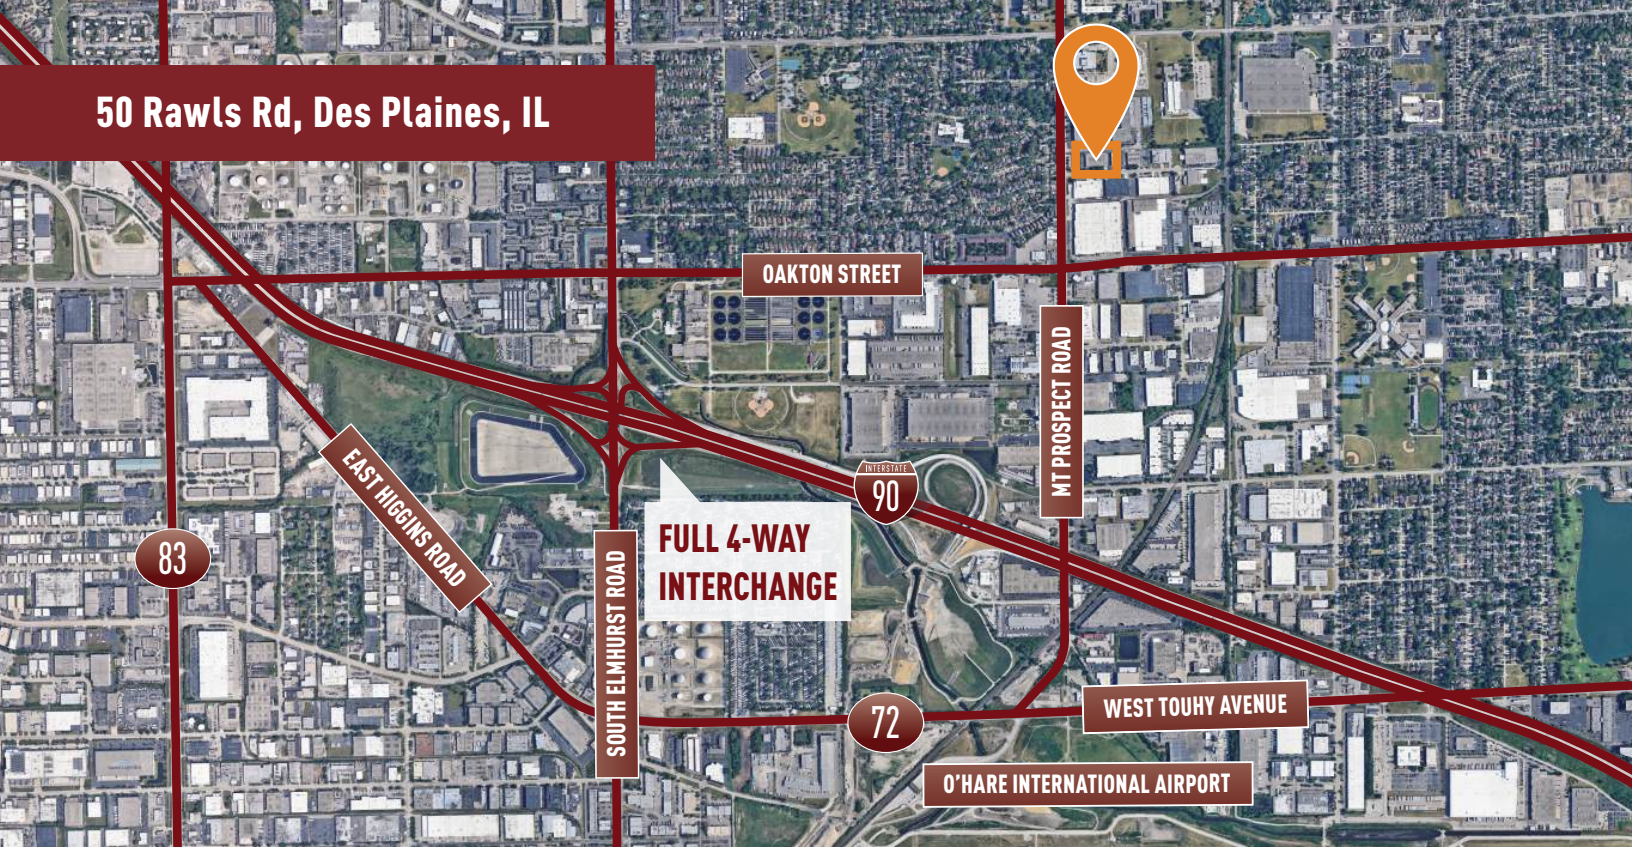 50 Rawls Rd, Des Plaines, IL
OAKTON STREET
MT PROSPECT ROAD
EAST HIGGINS ROAD
INTERSTATE
90
FULL 4-WAY
INTERCHANGE
83
SOUTH ELMHURST ROAD
72
WEST TOUHY AVENUE
O'HARE INTERNATIONAL AIRPORT